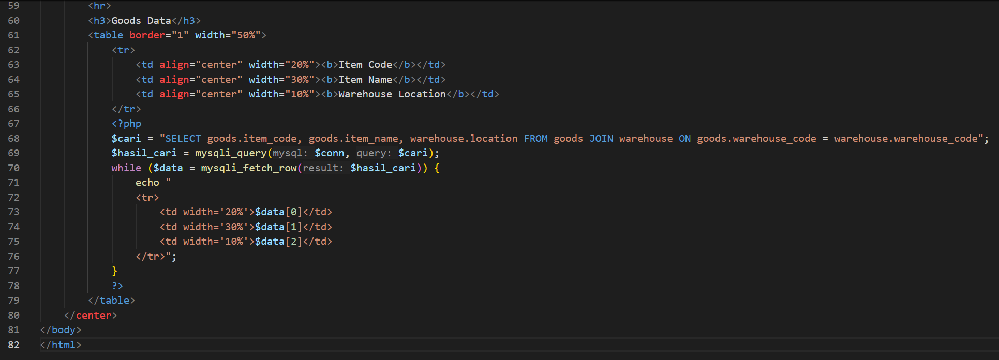 59 <hr>
60 <h3>Goods Data</h3>
61 <table border="1" width="50%">
62 <tr>
63 <td align="center" width="20%"><b>Item Code</b></td>
64 <td align="center" width="30%"><b>Item Name</b></td>
65 <td align="center" width="10%"><b>Warehouse Location</b></td>
66 </tr>
67 <?php
68 $cari = "SELECT goods.item_code, goods.item_name, warehouse.location FROM goods JOIN warehouse ON goods.warehouse_code = warehouse.warehouse_code";
69 $hasil_cari = mysqli_query(mysql: $conn, query: $cari);
70 while ($data = mysqli_fetch_row(result: $hasil_cari)) {
71 echo "
72 <tr>
73 <td width='20%'>$data[0]</td>
74 <td width='30%'>$data[1]</td>
75 <td width='10%'>$data[2]</td>
76 </tr>";
77 }
78 ?>
79 </table>
80 </center>
81 </body>
82 </html>